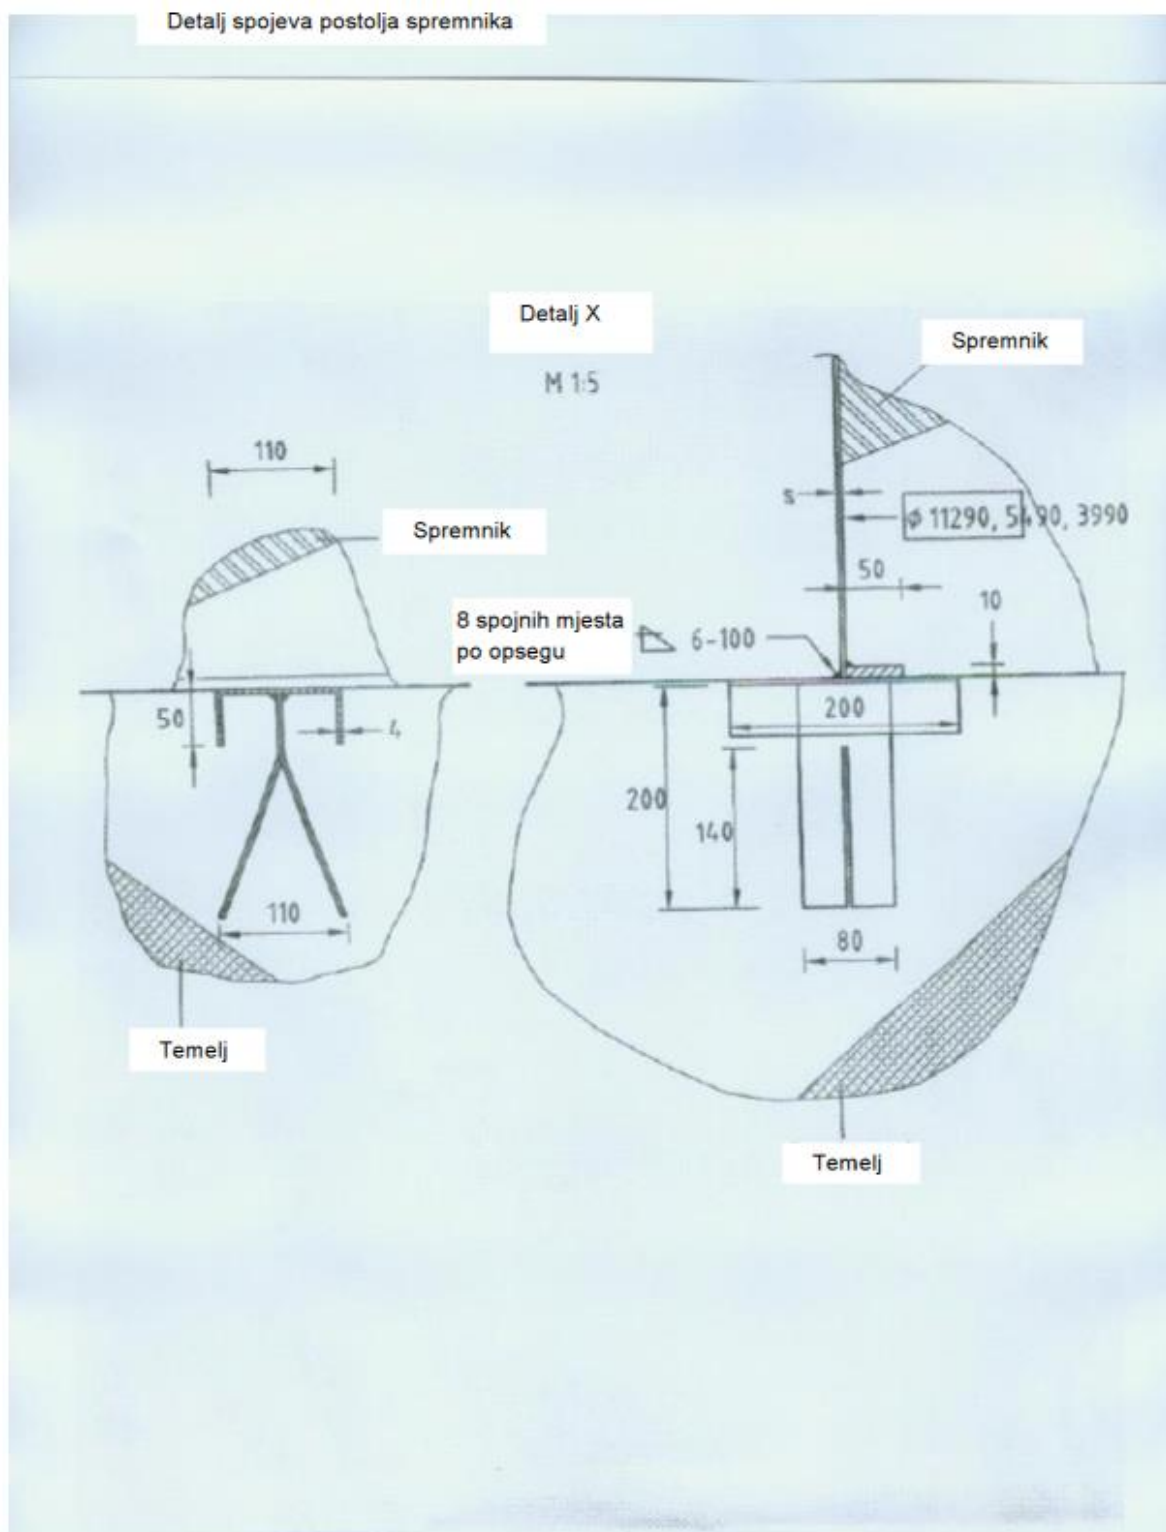 Detalj spojeva postolja spremnika
Detalj X
M 1:5
Spremnik
110
s
ϕ 11290, 5490, 3990
Spremnik
50
10
8 spojnih mjesta
po opsegu
6-100
50
4
200
200
140
110
80
Temelj
Temelj